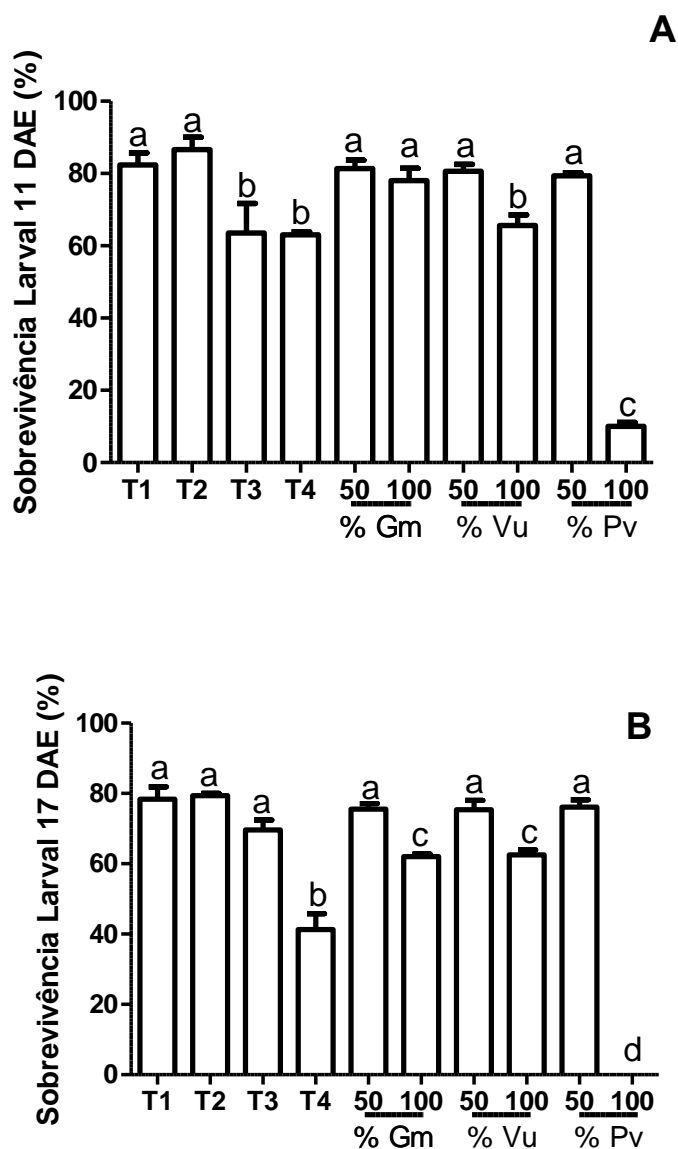 A
Sobrevivência Larval 11 DAE (%)
100
80
60
40
20
0
a
a
b
b
a
a
a
b
a
c
T1 T2 T3 T4 50 100 50 100 50 100
% Gm % Vu % Pv
B
Sobrevivência Larval 17 DAE (%)
100
80
60
40
20
0
a
a
a
b
a
c
a
c
a
d
T1 T2 T3 T4 50 100 50 100 50 100
% Gm % Vu % Pv